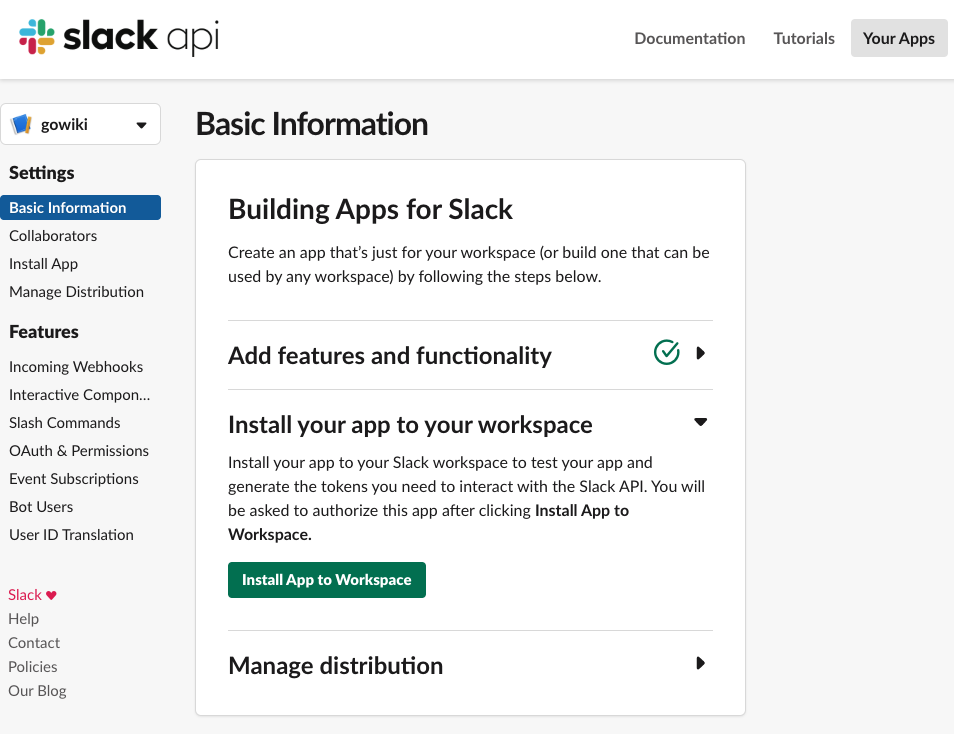 slack api
Documentation
Tutorials
Your Apps
gowiki
Settings
Basic Information
Collaborators
Install App
Manage Distribution
Features
Incoming Webhooks
Interactive Compon...
Slash Commands
OAuth & Permissions
Event Subscriptions
Bot Users
User ID Translation
Slack ♥
Help
Contact
Policies
Our Blog
Basic Information
Building Apps for Slack
Create an app that’s just for your workspace (or build one that can be
used by any workspace) by following the steps below.
Add features and functionality
Install your app to your workspace
Install your app to your Slack workspace to test your app and
generate the tokens you need to interact with the Slack API. You will
be asked to authorize this app after clicking Install App to
Workspace.
Install App to Workspace
Manage distribution